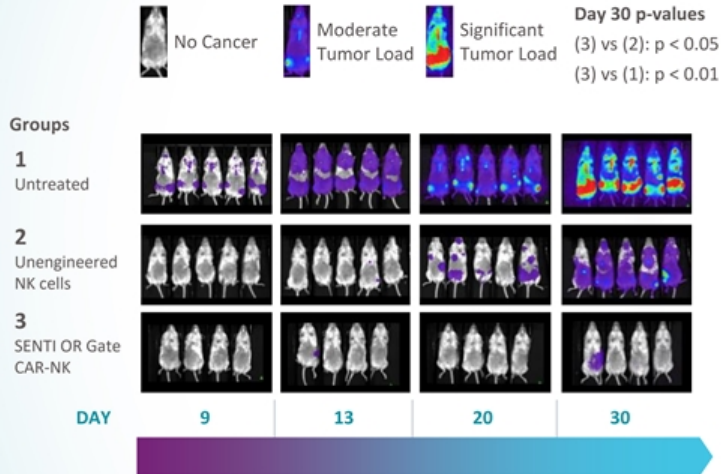 No Cancer
Moderate
Tumor Load
Significant
Tumor Load
Day 30 p-values
(3) vs (2): p < 0.05
(3) vs (1): p < 0.01
Groups
1
Untreated
2
Unengineered
NK cells
3
SENTI OR Gate
CAR-NK
DAY 9 13 20 30